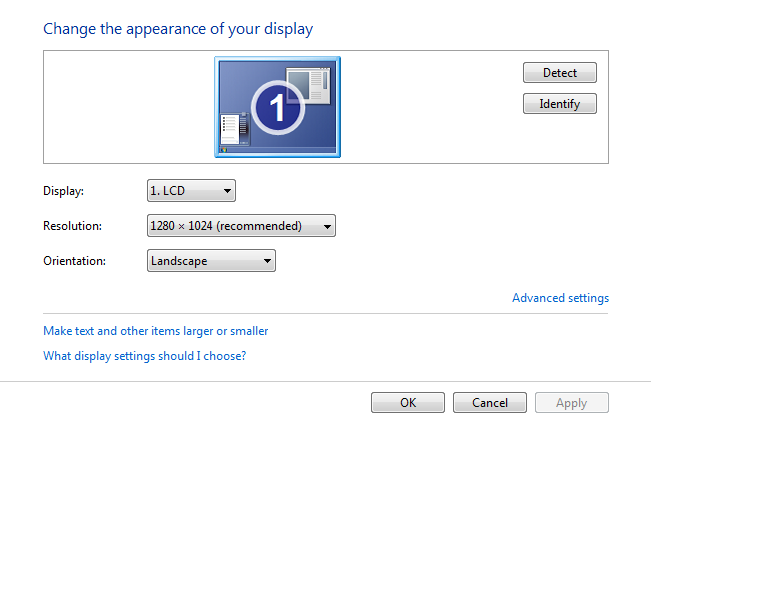 Change the appearance of your display
1
Detect
Identify
Display: 1. LCD
Resolution: 1280 × 1024 (recommended)
Orientation: Landscape
Advanced settings
Make text and other items larger or smaller
What display settings should I choose?
OK Cancel Apply